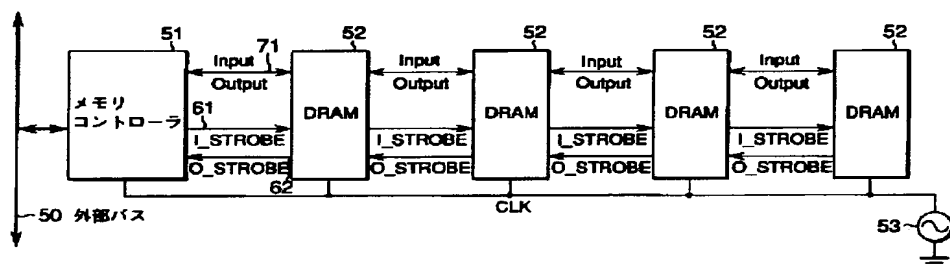 51 52 52 52 52
71 Input Input Input Input
Output Output Output Output
メモリ
コントローラ
61
DRAM DRAM DRAM DRAM
I_STROBE I_STROBE I_STROBE I_STROBE
O_STROBE O_STROBE O_STROBE O_STROBE
62
CLK
50 外部バス
53